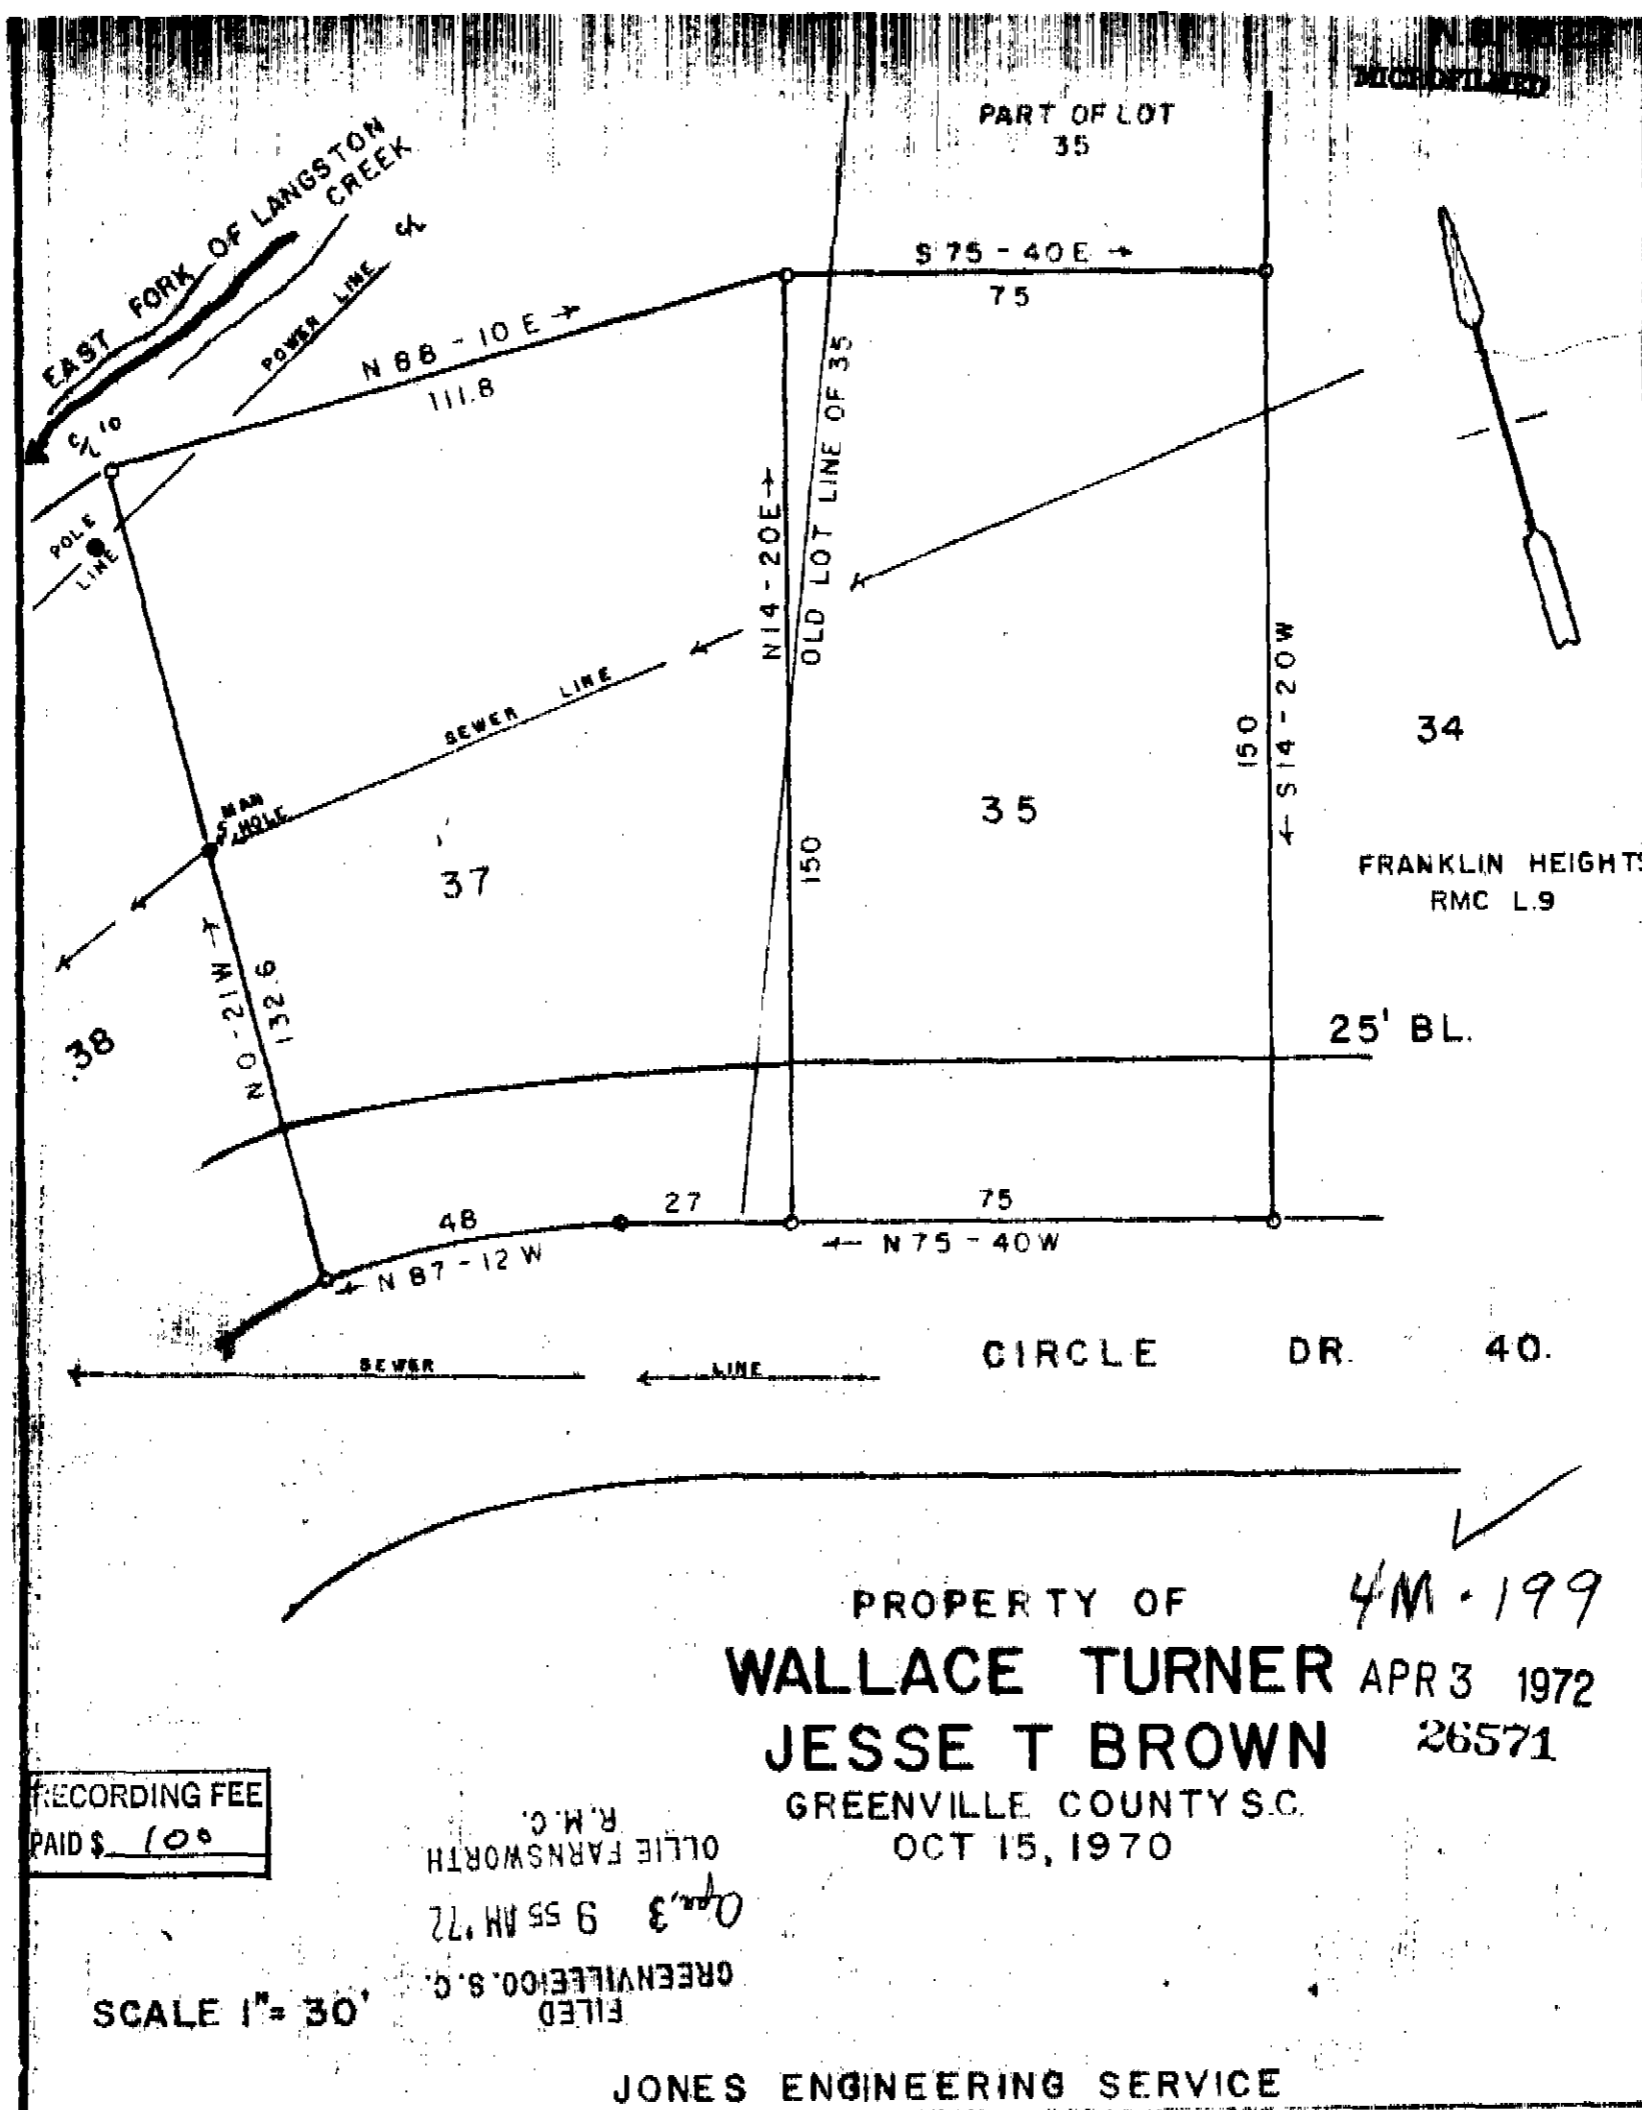 MICROFILMED
PART OF LOT
35
EAST FORK OF LANGSTON
CREEK
C/L
POWER LINE
S 75 - 40 E
75
N 88 - 10 E
111.8
C/L 10
POLE
LINE
N14 - 20E
OLD LOT LINE OF 35
SEWER LINE
MAN
HOLE
150
S14 - 20W
34
35
37
150
FRANKLIN HEIGHTS
RMC L.9
N 0 - 21W
132.6
38
25' BL.
48
27
75
N 87 - 12 W
N 75 - 40W
SEWER LINE
CIRCLE DR. 40.
PROPERTY OF
4M - 199
WALLACE TURNER
APR 3 1972
JESSE T BROWN
26571
GREENVILLE COUNTY S.C.
OCT 15, 1970
RECORDING FEE
PAID $ 1 00
FILED
GREENVILLE CO. S. C.
Apr. 3 9 55 AM '72
OLLIE FARNSWORTH
R. M. C.
SCALE 1" = 30'
JONES ENGINEERING SERVICE